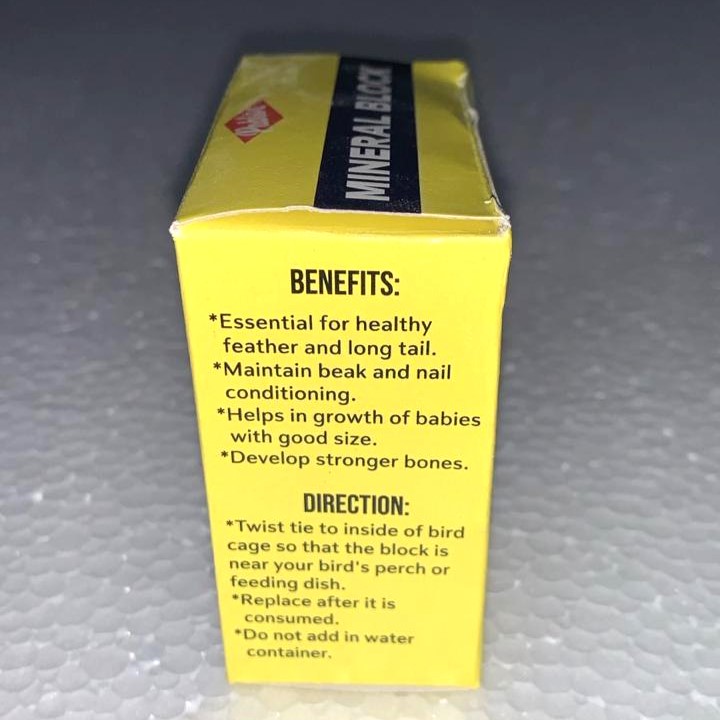 MINERAL BLOCK
BENEFITS:
*Essential for healthy
feather and long tail.
*Maintain beak and nail
conditioning.
*Helps in growth of babies
with good size.
*Develop stronger bones.
DIRECTION:
*Twist tie to inside of bird
cage so that the block is
near your bird's perch or
feeding dish.
*Replace after it is
consumed.
*Do not add in water
container.